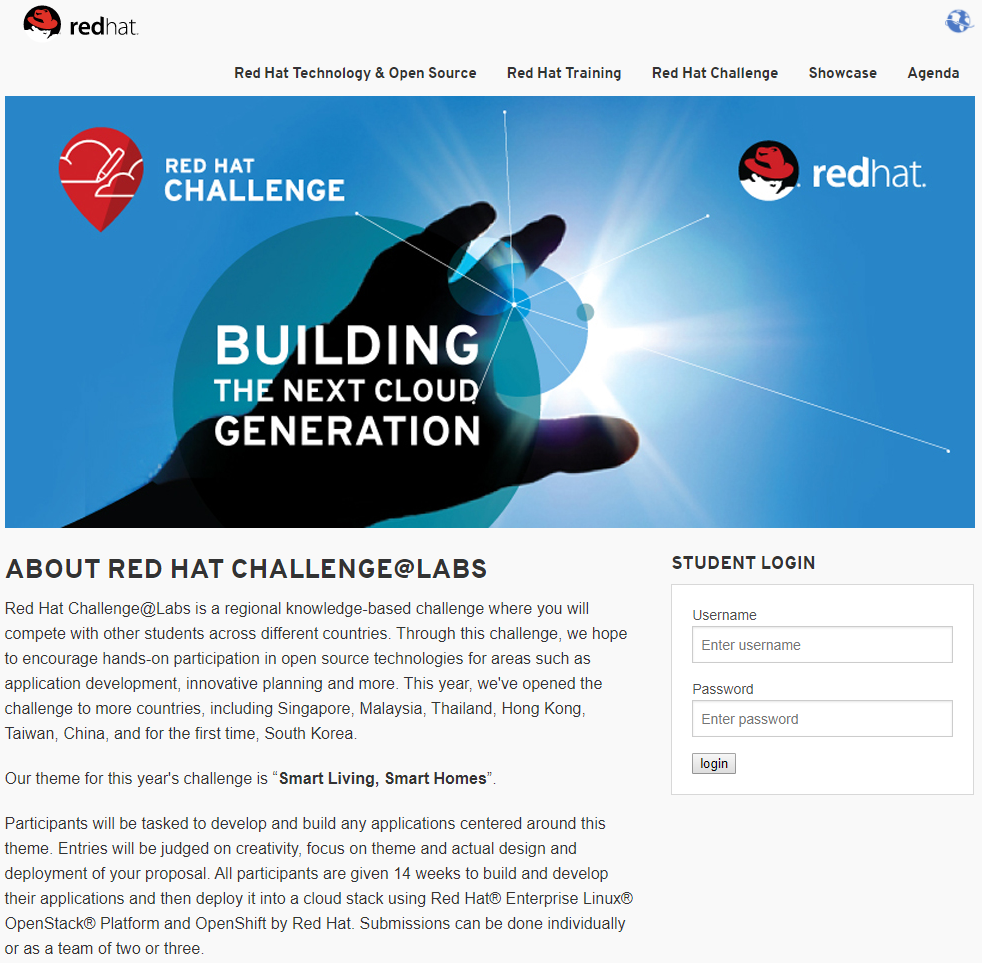 redhat.
Red Hat Technology & Open Source
Red Hat Training
Red Hat Challenge
Showcase
Agenda
RED HAT
CHALLENGE
redhat.
BUILDING
THE NEXT CLOUD
GENERATION
ABOUT RED HAT CHALLENGE@LABS
Red Hat Challenge@Labs is a regional knowledge-based challenge where you will
compete with other students across different countries. Through this challenge, we hope
to encourage hands-on participation in open source technologies for areas such as
application development, innovative planning and more. This year, we've opened the
challenge to more countries, including Singapore, Malaysia, Thailand, Hong Kong,
Taiwan, China, and for the first time, South Korea.
Our theme for this year's challenge is “Smart Living, Smart Homes”.
Participants will be tasked to develop and build any applications centered around this
theme. Entries will be judged on creativity, focus on theme and actual design and
deployment of your proposal. All participants are given 14 weeks to build and develop
their applications and then deploy it into a cloud stack using Red Hat® Enterprise Linux®
OpenStack® Platform and OpenShift by Red Hat. Submissions can be done individually
or as a team of two or three.
STUDENT LOGIN
Username
Enter username
Password
Enter password
login